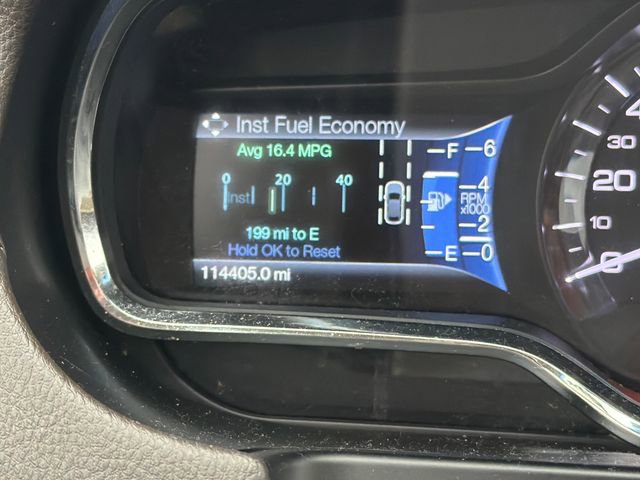 Inst Fuel Economy
Avg 16.4 MPG
0 20 40
Inst
199 mi to E
Hold OK to Reset
114405.0 mi
F
E
6
4
RPM
x1000
2
0
4
30
20
10
0